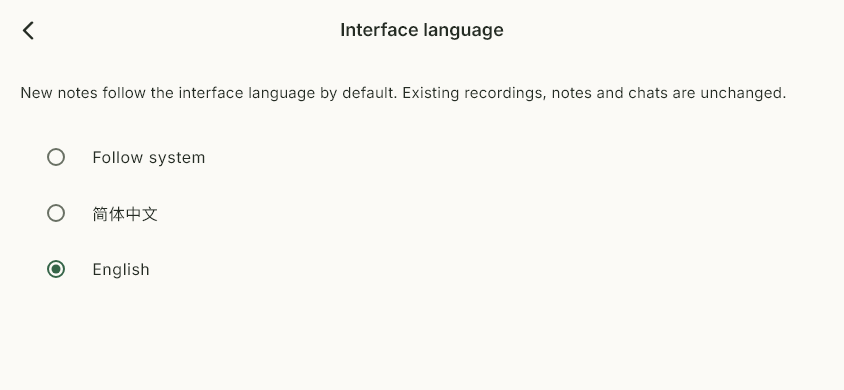 Interface language
New notes follow the interface language by default. Existing recordings, notes and chats are unchanged.
Follow system
简体中文
English